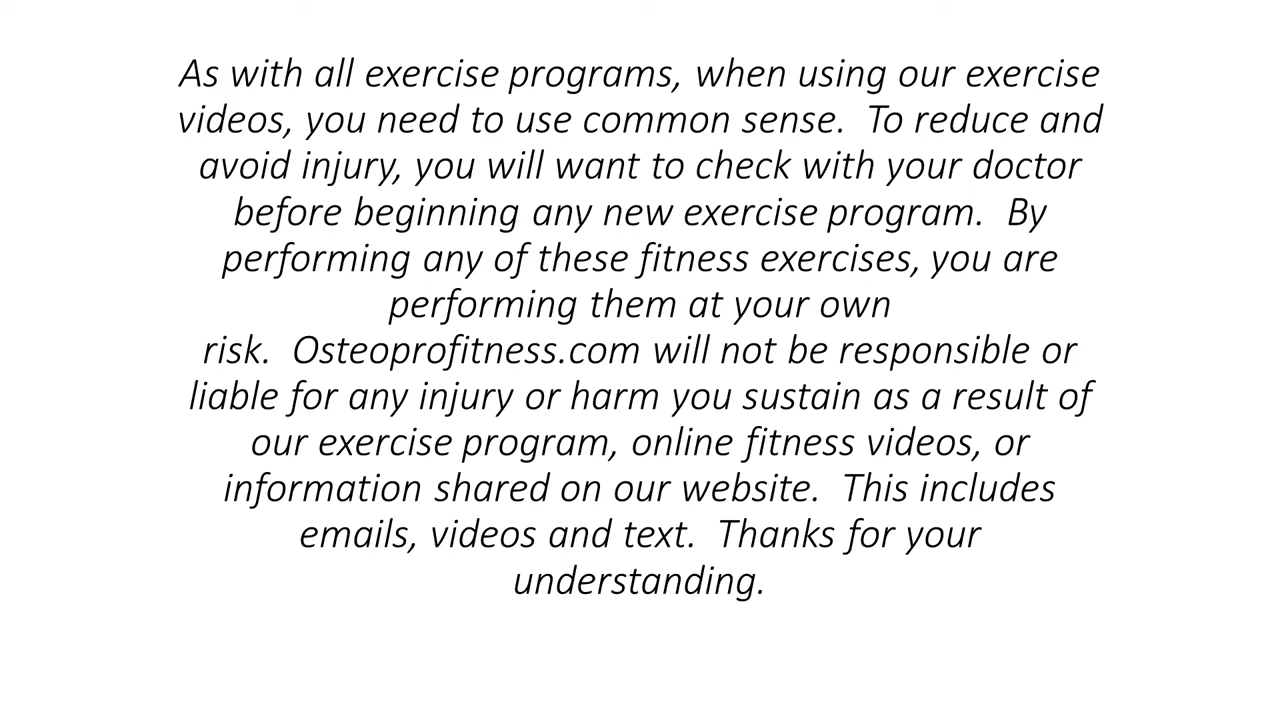 As with all exercise programs, when using our exercise
videos, you need to use common sense.  To reduce and
avoid injury, you will want to check with your doctor
before beginning any new exercise program.  By
performing any of these fitness exercises, you are
performing them at your own
risk.  Osteoprofitness.com will not be responsible or
liable for any injury or harm you sustain as a result of
our exercise program, online fitness videos, or
information shared on our website.  This includes
emails, videos and text.  Thanks for your
understanding.